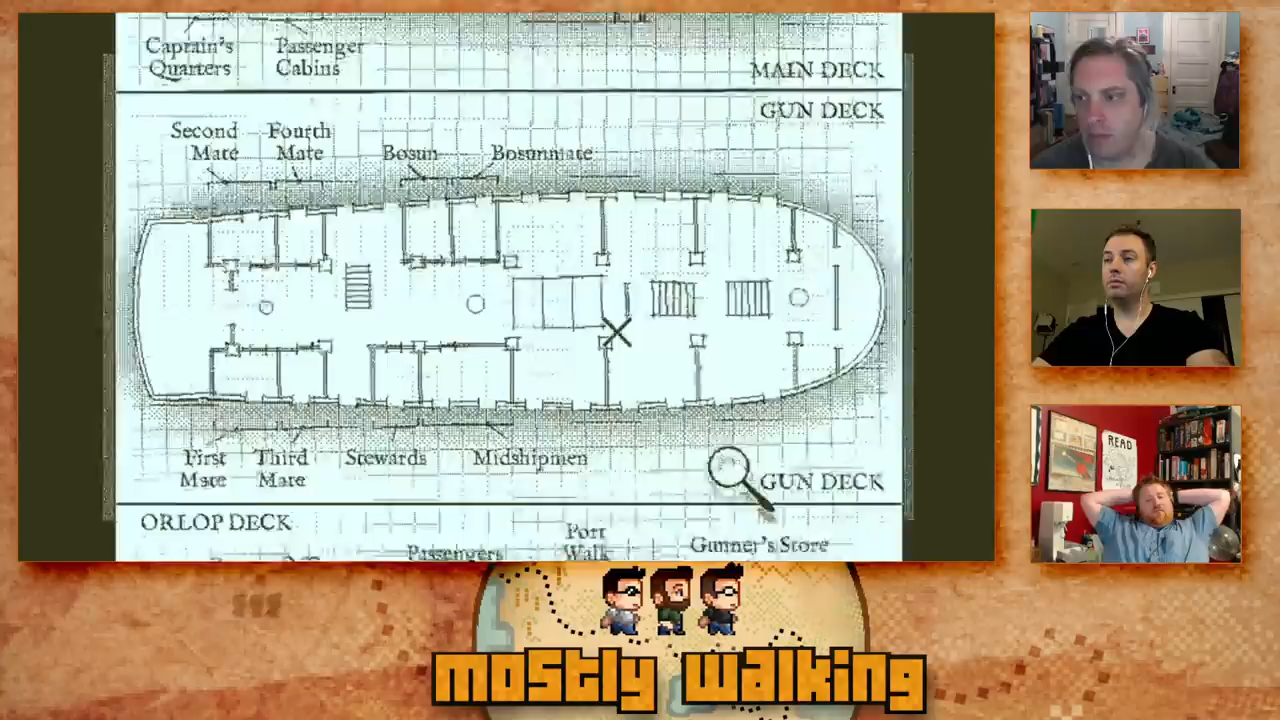 Captain's
Quarters
Passenger
Cabins
MAIN DECK
GUN DECK
Second
Mate
Fourth
Mate
Bosun
Bosunmate
First
Mate
Third
Mate
Stewards
Midshipmen
GUN DECK
ORLOP DECK
Passengers
Port
Walk
Gunner's Store
READ
mostly walking